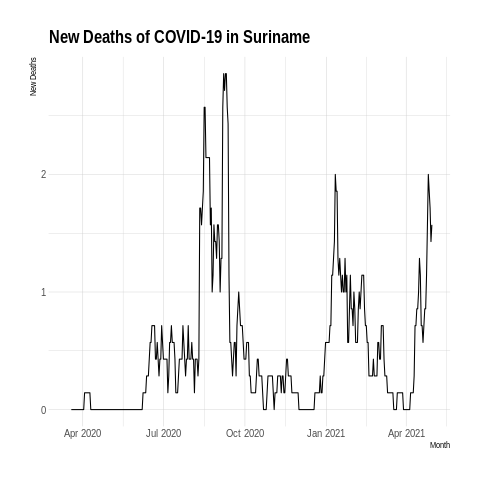 New Deaths of COVID-19 in Suriname
New Deaths
2
1
0
Apr 2020 Jul 2020 Oct 2020 Jan 2021 Apr 2021
Month